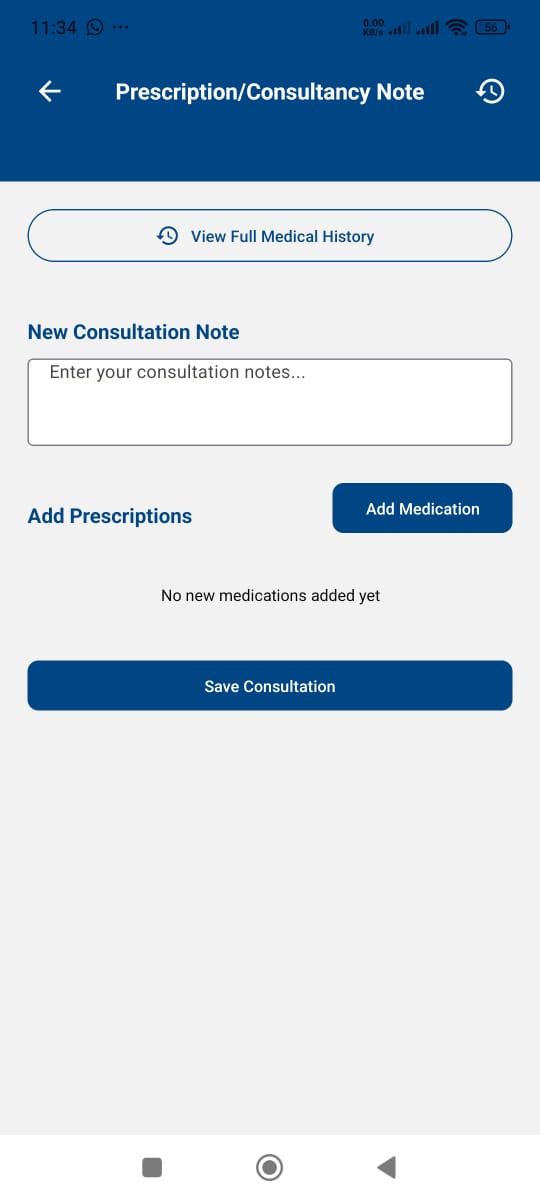 11:34
0.00
KB/s
56
Prescription/Consultancy Note
View Full Medical History
New Consultation Note
Enter your consultation notes...
Add Prescriptions
Add Medication
No new medications added yet
Save Consultation